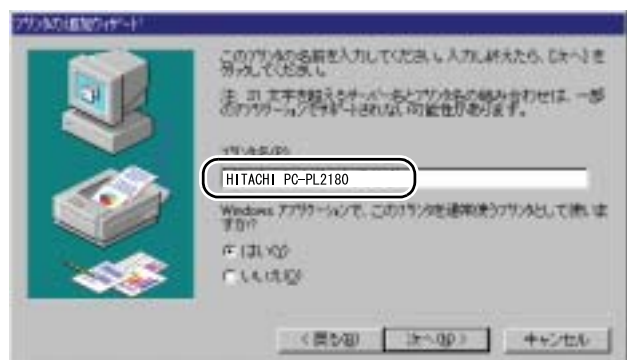 プリンタの追加ウィザード
このプリンタの名前を入力してください。入力し終えたら、[次へ] を
クリックしてください。
注: 31 文字を超えるサーバー名とプリンタ名の組み合わせは、一部
のアプリケーションでサポートされない可能性があります。
プリンタ名(P):
HITACHI PC-PL2180
Windows アプリケーションで、このプリンタを通常使うプリンタとして使いま
すか?
はい(Y)
いいえ(O)
< 戻る(B)
次へ(N) >
キャンセル